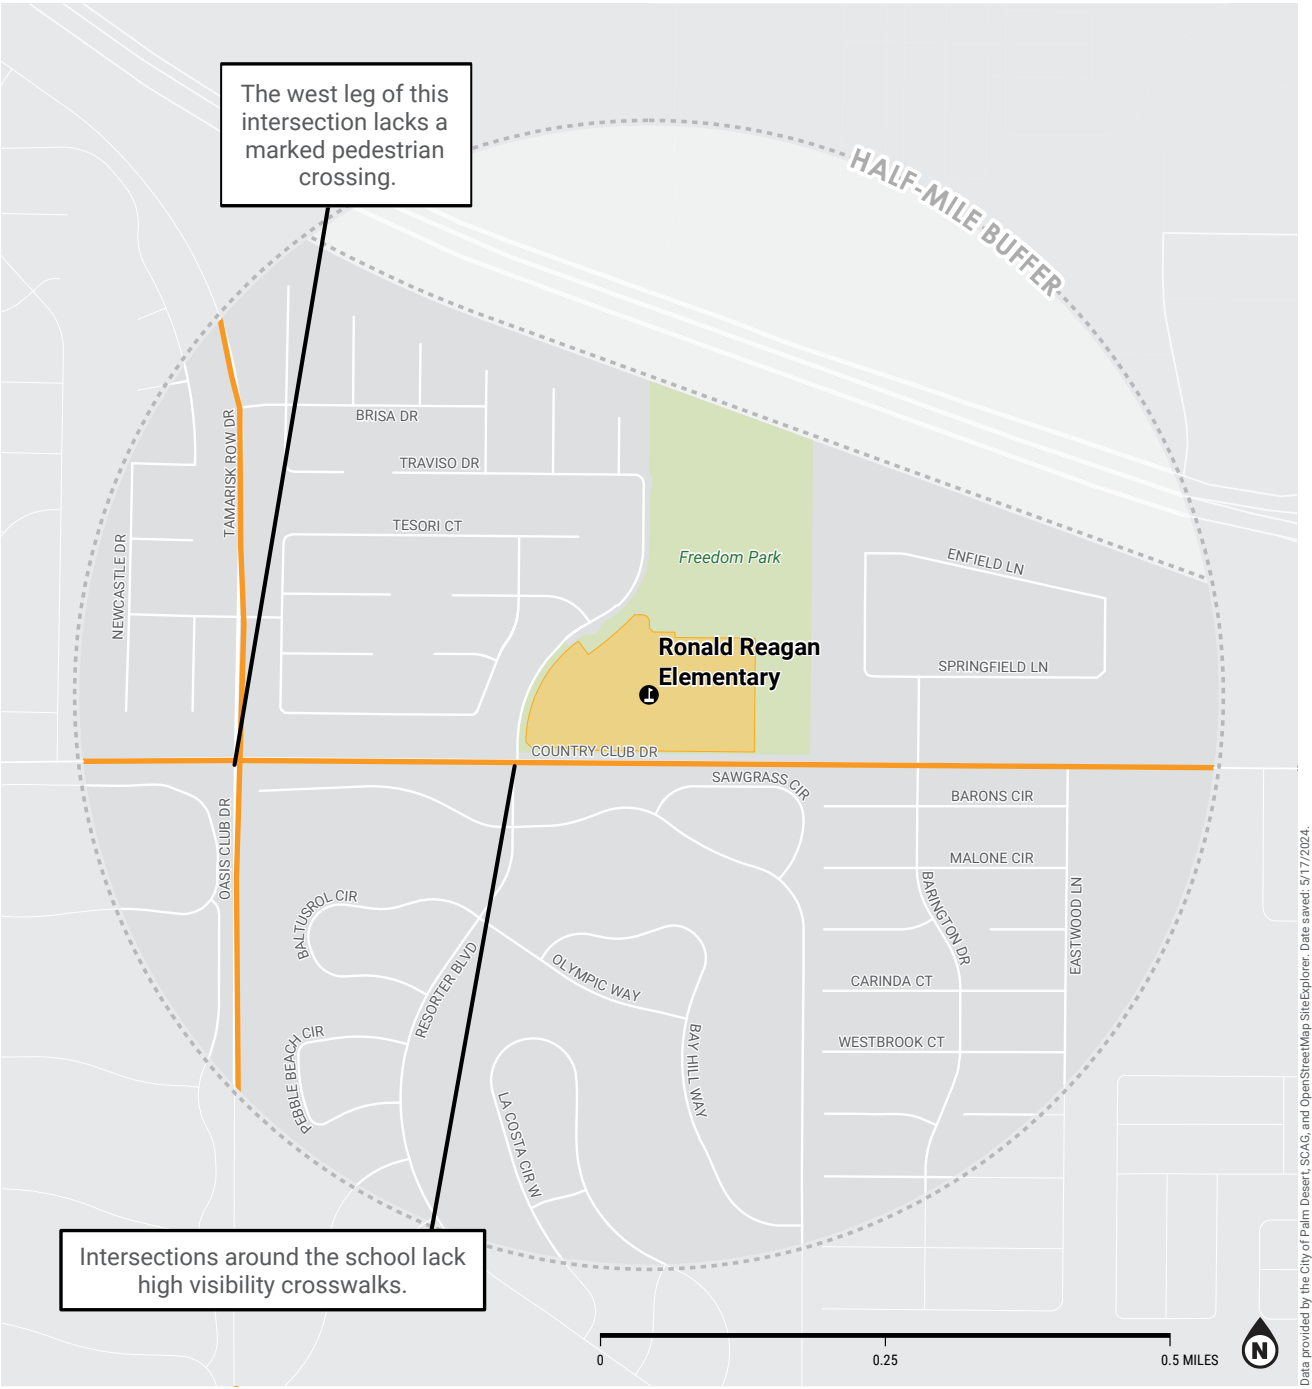 The west leg of this
intersection lacks a
marked pedestrian
crossing.
HALF-MILE BUFFER
BRISA DR
TAMARISK ROW DR
TRAVISO DR
TESORI CT
NEWCASTLE DR
Freedom Park
ENFIELD LN
Ronald Reagan
Elementary
SPRINGFIELD LN
COUNTRY CLUB DR
SAWGRASS CIR
BARONS CIR
OASIS CLUB DR
MALONE CIR
BALTUSROL CIR
BARINGTON DR
EASTWOOD LN
RESORTER BLVD
OLYMPIC WAY
CARINDA CT
PEBBLE BEACH CIR
BAY HILL WAY
WESTBROOK CT
LA COSTA CIR W
Intersections around the school lack
high visibility crosswalks.
0
0.25
0.5 MILES
N
Data provided by the City of Palm Desert, SCAG, and OpenStreetMap SiteExplorer. Date saved: 5/17/2024.